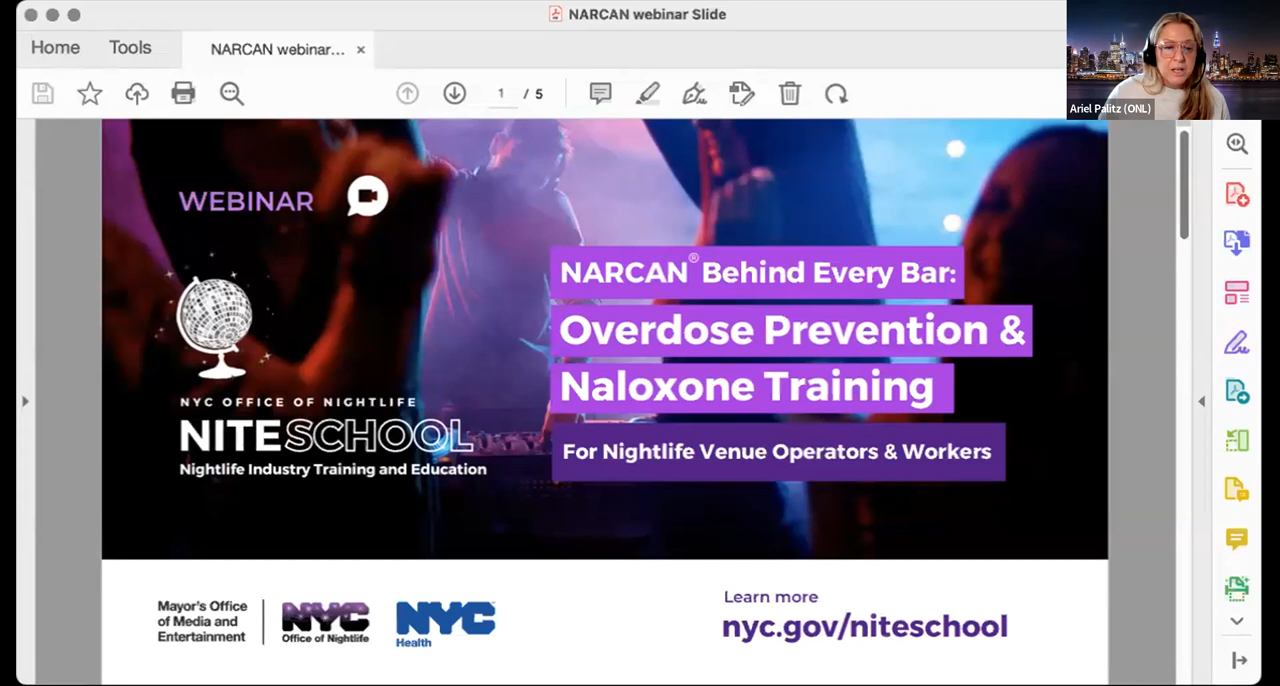 NARCAN webinar Slide
Home
Tools
NARCAN webinar... ×
1 / 5
Ariel Palitz (ONL)
WEBINAR
NARCAN® Behind Every Bar:
Overdose Prevention &
Naloxone Training
For Nightlife Venue Operators & Workers
NYC OFFICE OF NIGHTLIFE
NITESCHOOL
Nightlife Industry Training and Education
Mayor's Office
of Media and
Entertainment
NYC
Office of Nightlife
NYC
Health
Learn more
nyc.gov/niteschool